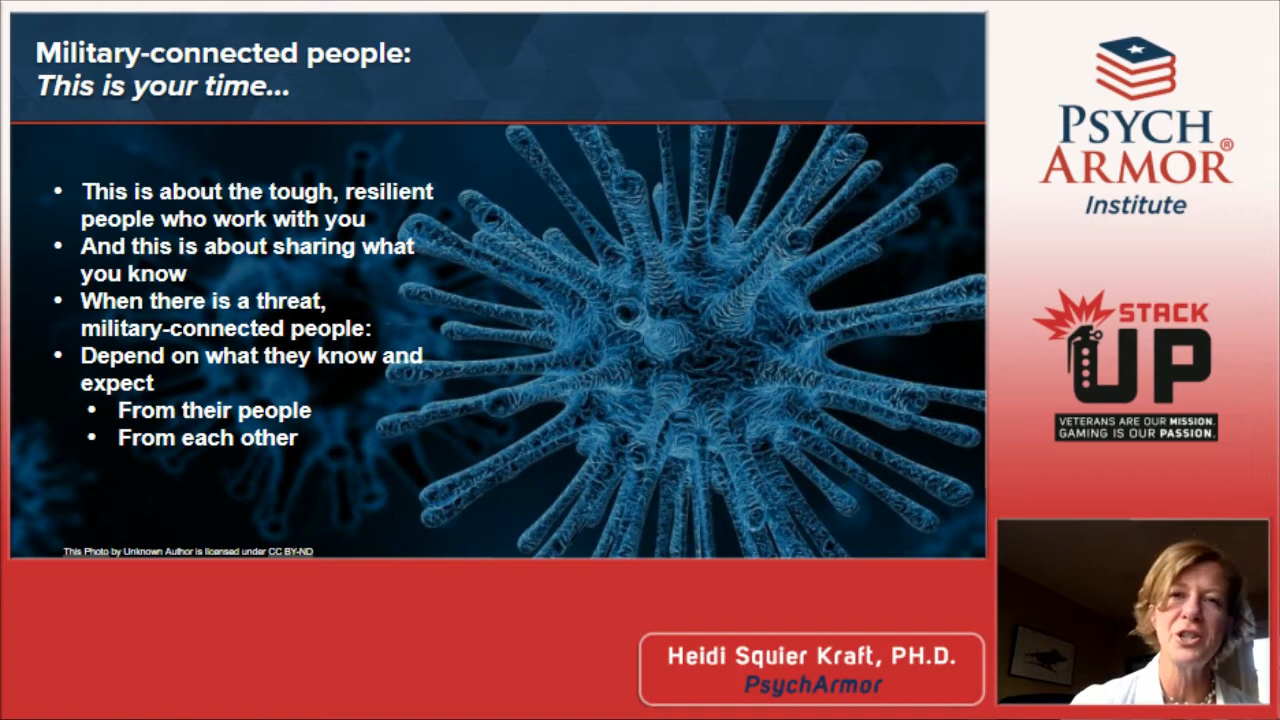 Military-connected people:
This is your time...
• This is about the tough, resilient
people who work with you
• And this is about sharing what
you know
• When there is a threat,
military-connected people:
• Depend on what they know and
expect
• From their people
• From each other
This Photo by Unknown Author is licensed under CC BY-ND
PSYCH
ARMOR®
Institute
STACK
UP
VETERANS ARE OUR MISSION.
GAMING IS OUR PASSION.
Heidi Squier Kraft, PH.D.
PsychArmor